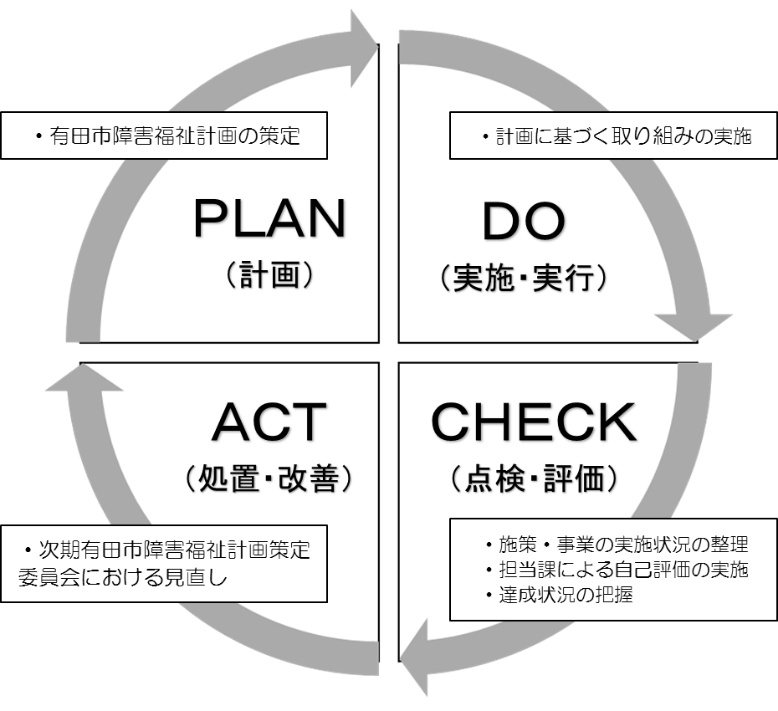 ・有田市障害福祉計画の策定
・計画に基づく取り組みの実施
PLAN
（計画）
DO
（実施・実行）
ACT
（処置・改善）
CHECK
（点検・評価）
・次期有田市障害福祉計画策定
委員会における見直し
・施策・事業の実施状況の整理
・担当課による自己評価の実施
・達成状況の把握